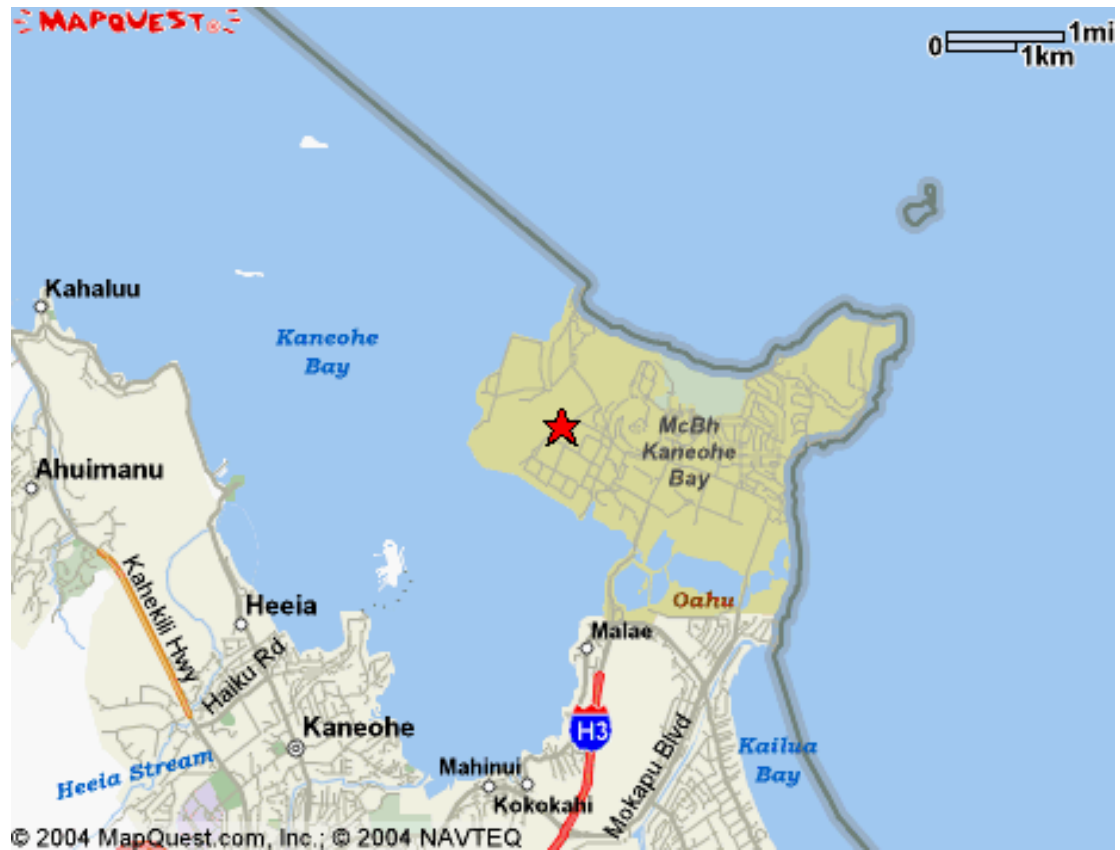 MAPQUEST®
0 1mi
1km
Kahaluu
Kaneohe
Bay
McBh
Kaneohe
Bay
Ahuimanu
Kahekili Hwy
Heeia
Haiku Rd
Oahu
Malae
H3
Kaneohe
Heeia Stream
Mahinui
Kokokahi
Mokapu Blvd
Kailua
Bay
© 2004 MapQuest.com, Inc.; © 2004 NAVTEQ